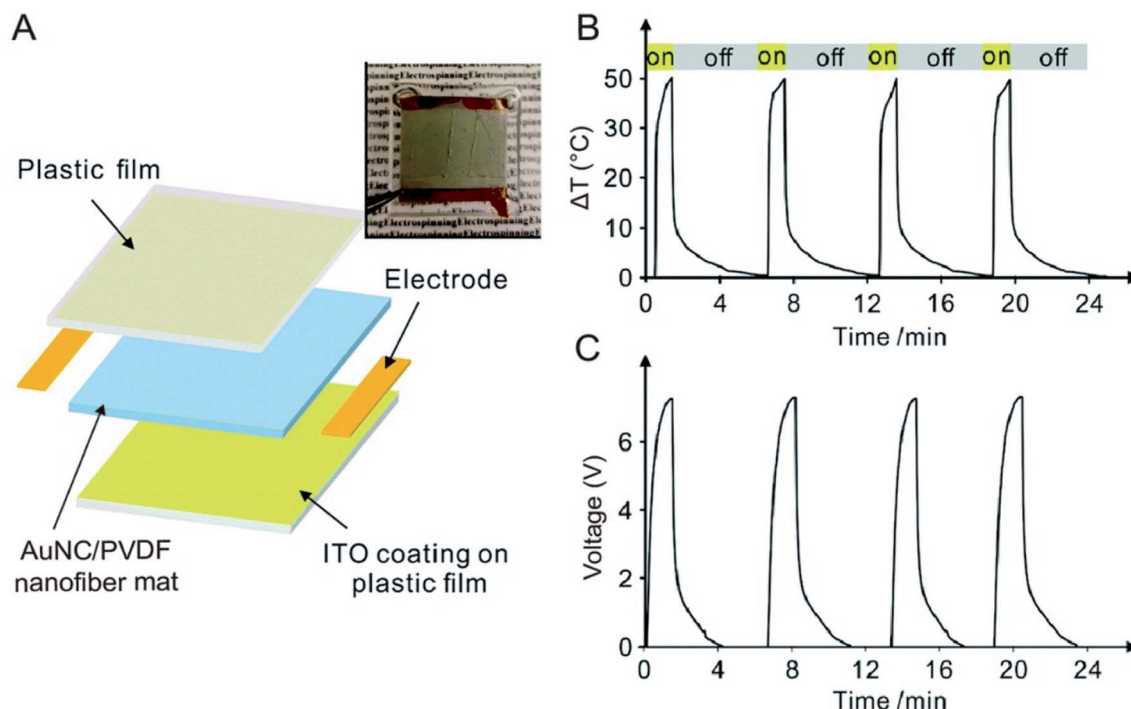 A
Plastic film
Electrode
AuNC/PVDF
nanofiber mat
ITO coating on
plastic film
Electrospinning
B
on off on off on off on off
50
30
20
10
0
ΔT (°C)
0 4 8 12 16 20 24
Time /min
C
6
4
2
0
Voltage (V)
0 4 8 12 16 20 24
Time /min